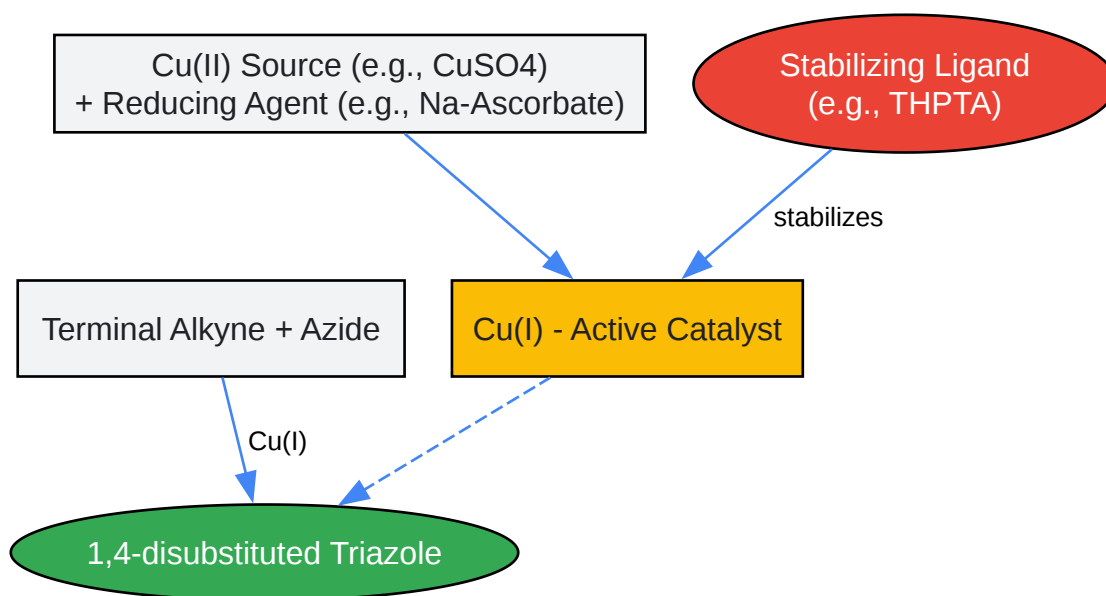 Cu(II) Source (e.g., CuSO4)
+ Reducing Agent (e.g., Na-Ascorbate)
Stabilizing Ligand
(e.g., THPTA)
stabilizes
Terminal Alkyne + Azide
Cu(I) - Active Catalyst
Cu(I)
1,4-disubstituted Triazole